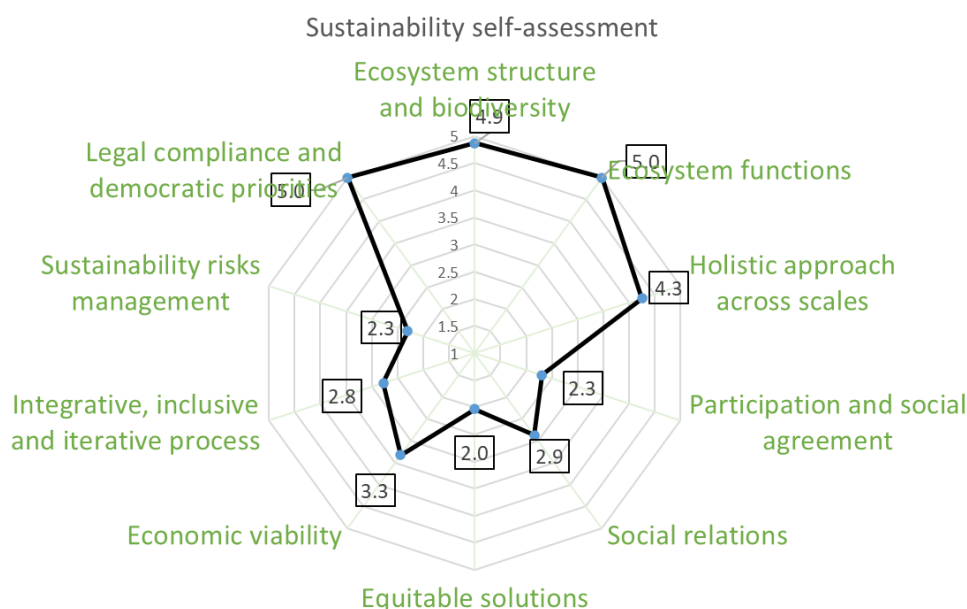 Sustainability self-assessment
Ecosystem structure
and biodiversity
4.9
5
4.5
4
3.5
3
2.5
2
1.5
1
Legal compliance and
democratic priorities
5.0
Ecosystem functions
5.0
Sustainability risks
management
2.3
Holistic approach
across scales
4.3
Integrative, inclusive
and iterative process
2.8
Participation and social
agreement
2.3
Economic viability
3.3
Social relations
2.9
Equitable solutions
2.0